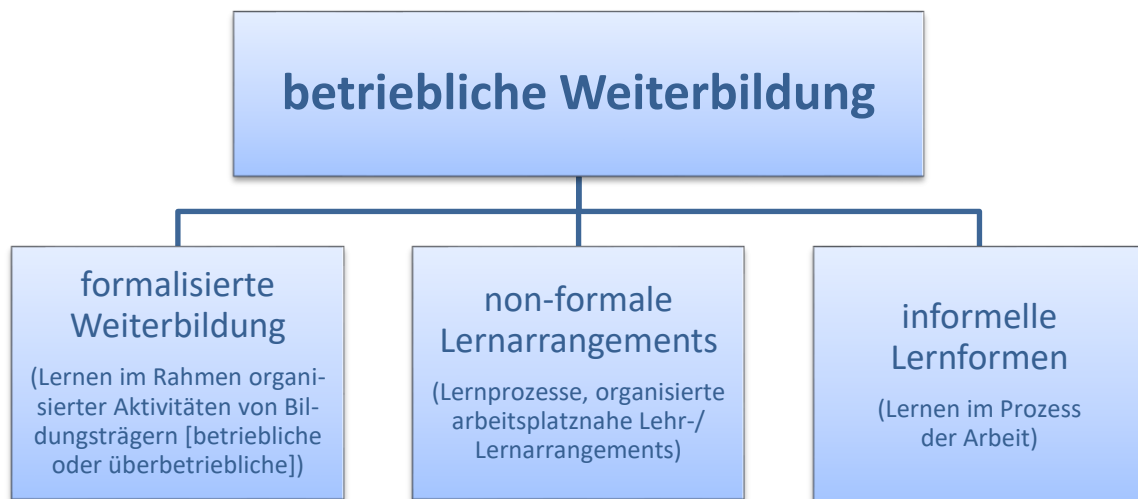 betriebliche Weiterbildung
formalisierte
Weiterbildung
(Lernen im Rahmen organi-
sierter Aktivitäten von Bil-
dungsträgern [betriebliche
oder überbetriebliche])
non-formale
Lernarrangements
(Lernprozesse, organisierte
arbeitsplatznahe Lehr-/
Lernarrangements)
informelle
Lernformen
(Lernen im Prozess
der Arbeit)